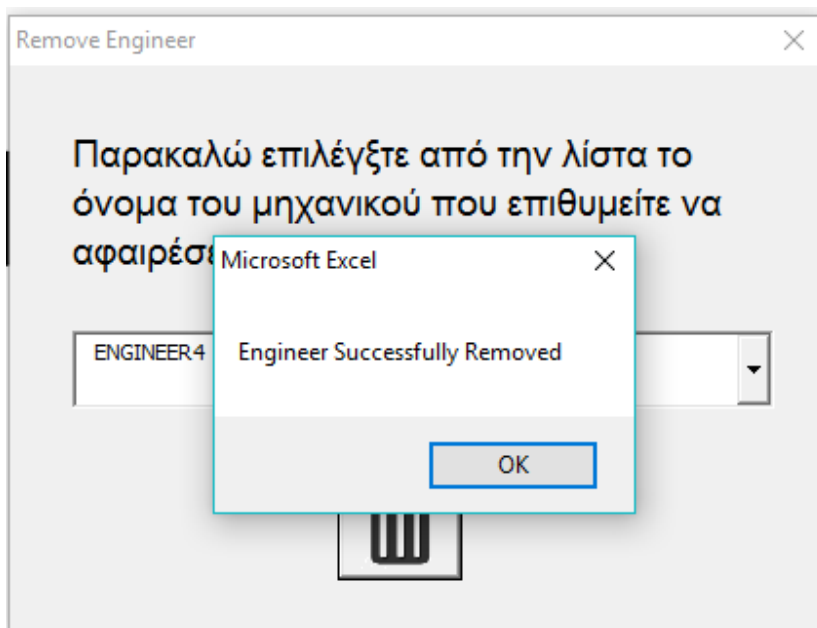 Remove Engineer
Παρακαλώ επιλέγξτε από την λίστα το
όνομα του μηχανικού που επιθυμείτε να
Microsoft Excel
ENGINEER4
Engineer Successfully Removed
OK